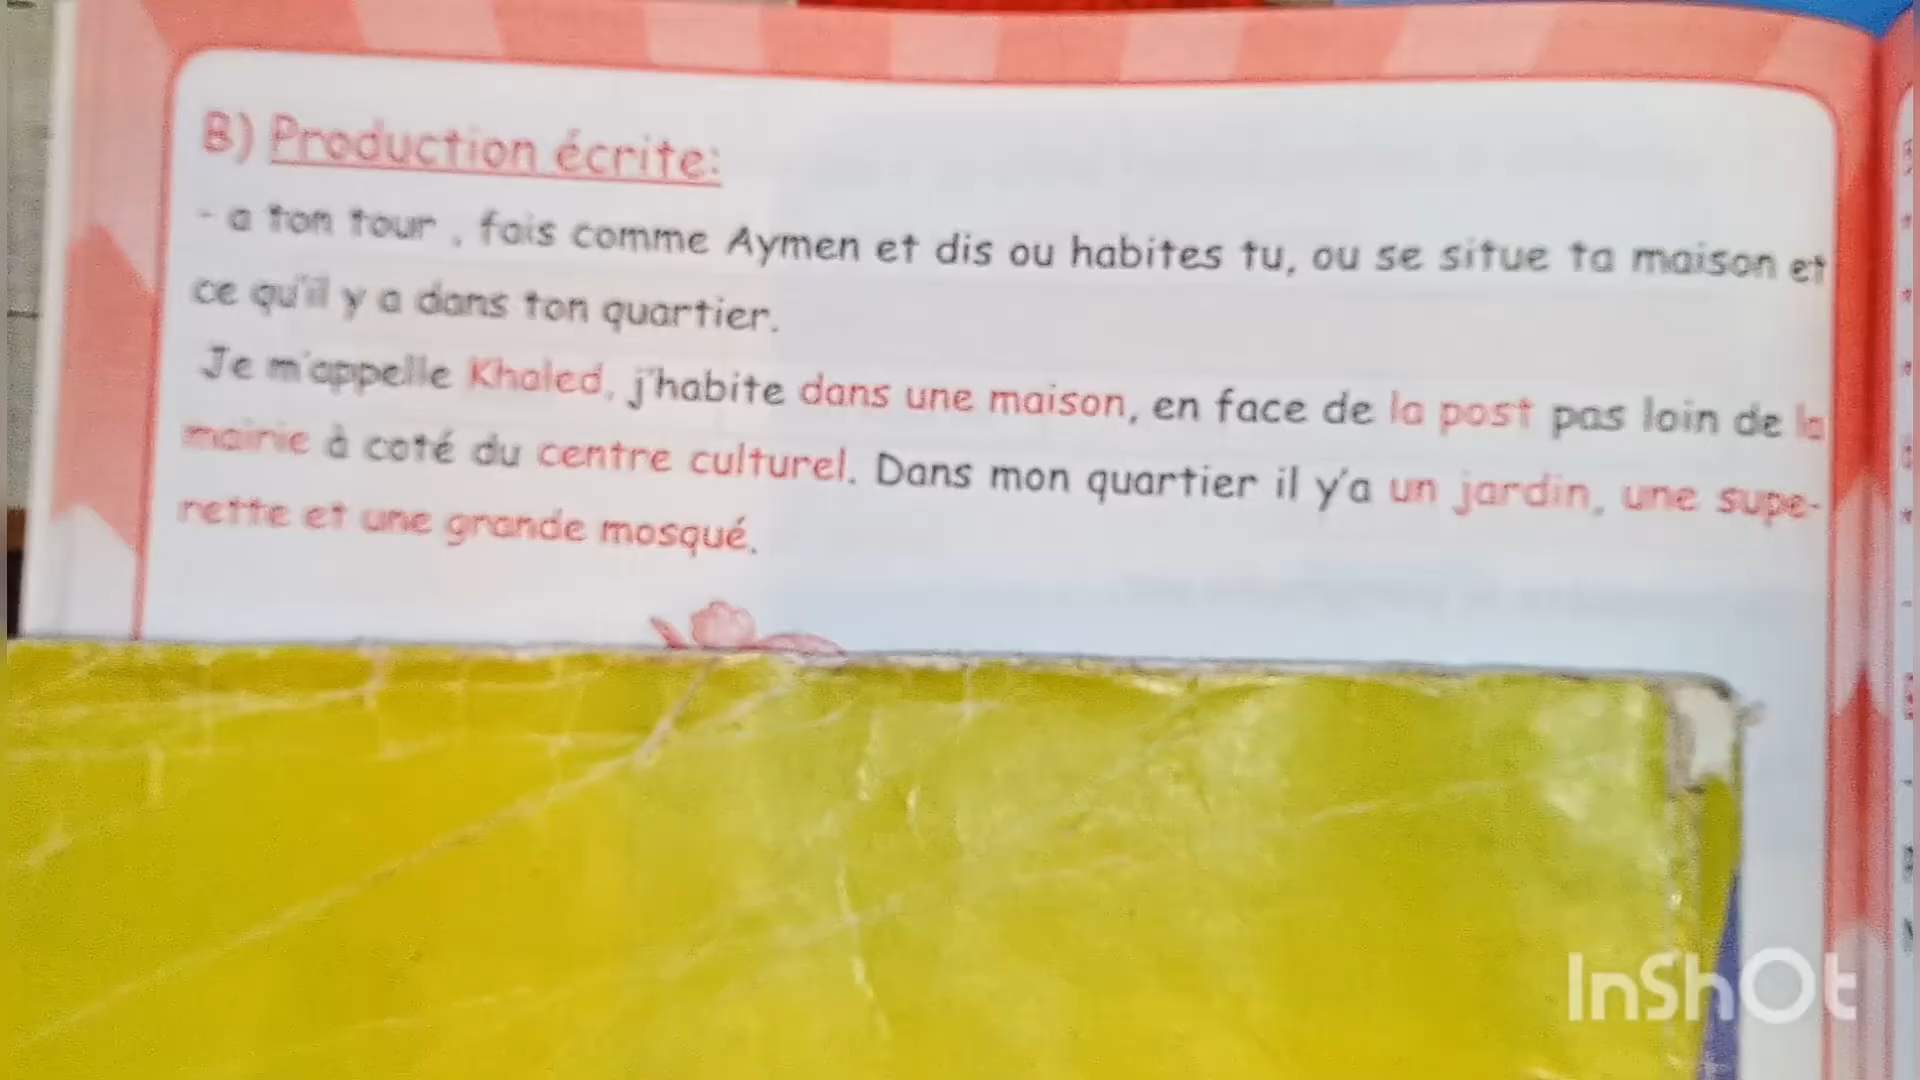 B) Production écrite:
- a ton tour , fais comme Aymen et dis ou habites tu, ou se situe ta maison et
ce qu'il y a dans ton quartier.
Je m'appelle Khaled, j'habite dans une maison, en face de la post pas loin de la
mairie à coté du centre culturel. Dans mon quartier il y'a un jardin, une supe-
rette et une grande mosqué.
InShOt